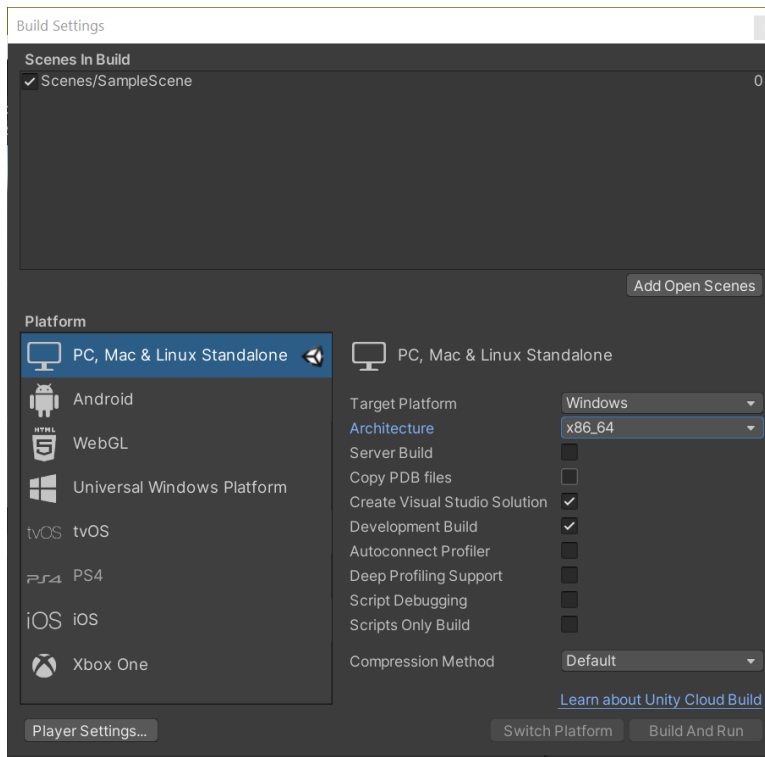 Build Settings
Scenes In Build
Scenes/SampleScene 0
Add Open Scenes
Platform
PC, Mac & Linux Standalone
Android
HTML 5 WebGL
Universal Windows Platform
tvOS tvOS
PS4 PS4
iOS iOS
Xbox One
PC, Mac & Linux Standalone
Target Platform Windows
Architecture x86_64
Server Build
Copy PDB files
Create Visual Studio Solution
Development Build
Autoconnect Profiler
Deep Profiling Support
Script Debugging
Scripts Only Build
Compression Method Default
Learn about Unity Cloud Build
Player Settings... Switch Platform Build And Run